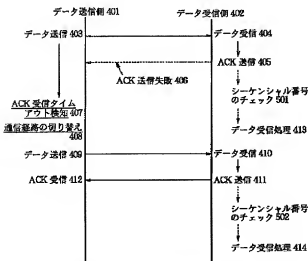 データ送信側 401 データ受信側 402
データ送信 403 データ受信 404
ACK 送信 405
ACK 送信失敗 406
シーケンシャル番号
のチェック 501
ACK 受信タイム
アウト検知 407
データ受信処理 413
通信経路の切り替え
408
データ送信 409 データ受信 410
ACK 受信 412 ACK 送信 411
シーケンシャル番号
のチェック 502
データ受信処理 414